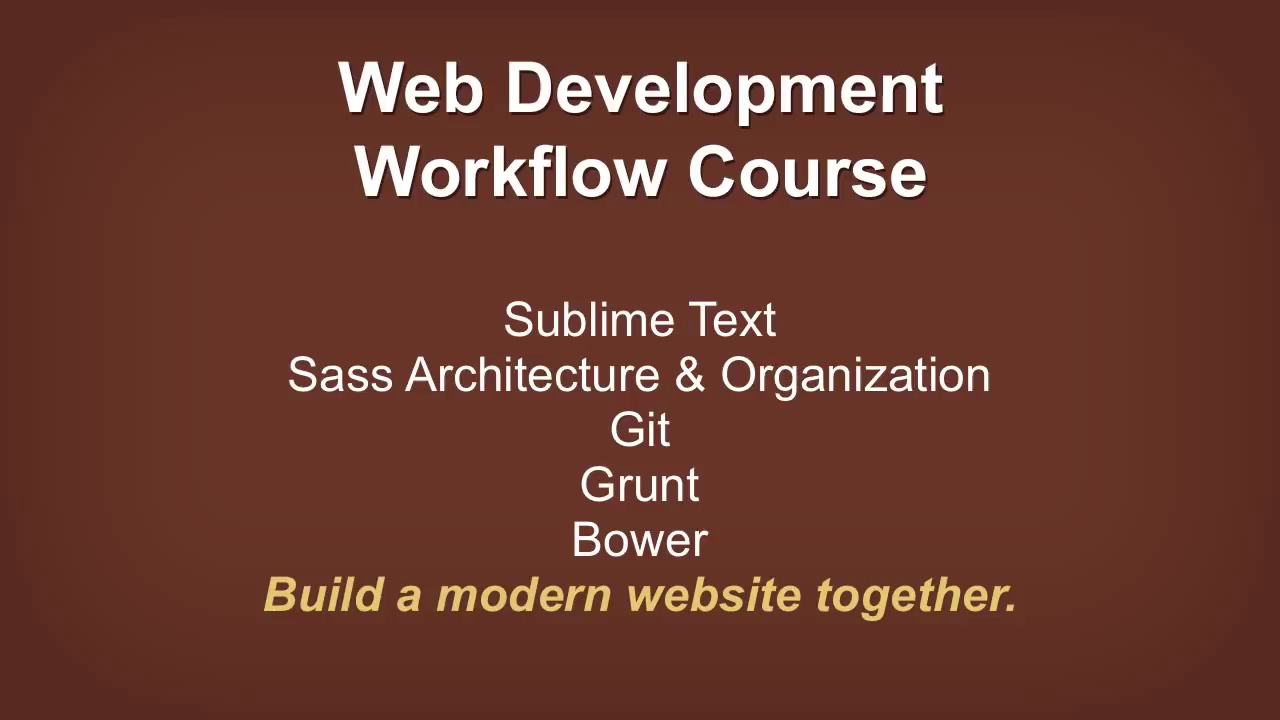 Web Development
Workflow Course
Sublime Text
Sass Architecture & Organization
Git
Grunt
Bower
Build a modern website together.